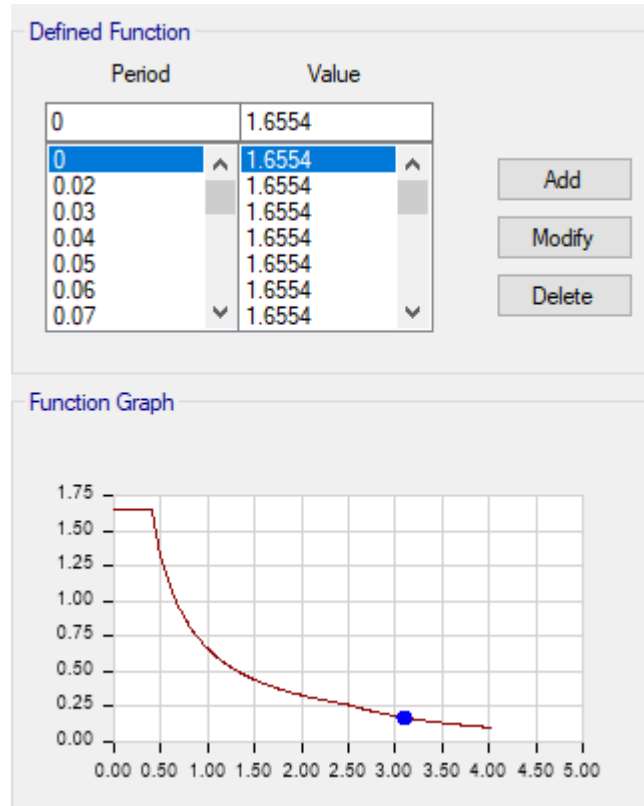 Defined Function
Period Value
0 1.6554
0 1.6554
0.02 1.6554
0.03 1.6554
0.04 1.6554
0.05 1.6554
0.06 1.6554
0.07 1.6554
Add
Modify
Delete
Function Graph
1.75
1.50
1.25
1.00
0.75
0.50
0.25
0.00
0.00 0.50 1.00 1.50 2.00 2.50 3.00 3.50 4.00 4.50 5.00